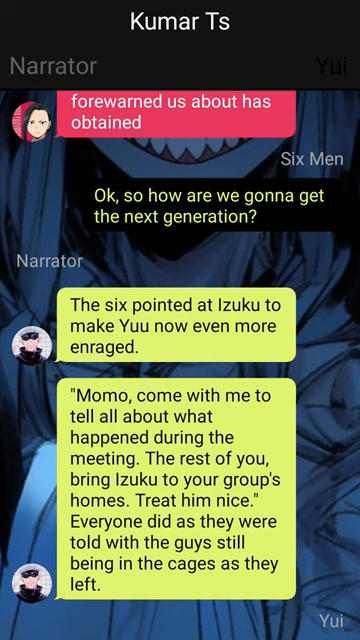 Kumar Ts
Narrator
Yui
forewarned us about has
obtained
Six Men
Ok, so how are we gonna get
the next generation?
Narrator
The six pointed at Izuku to
make Yuu now even more
enraged.
"Momo, come with me to
tell all about what
happened during the
meeting. The rest of you,
bring Izuku to your group's
homes. Treat him nice."
Everyone did as they were
told with the guys still
being in the cages as they
left.
Yui